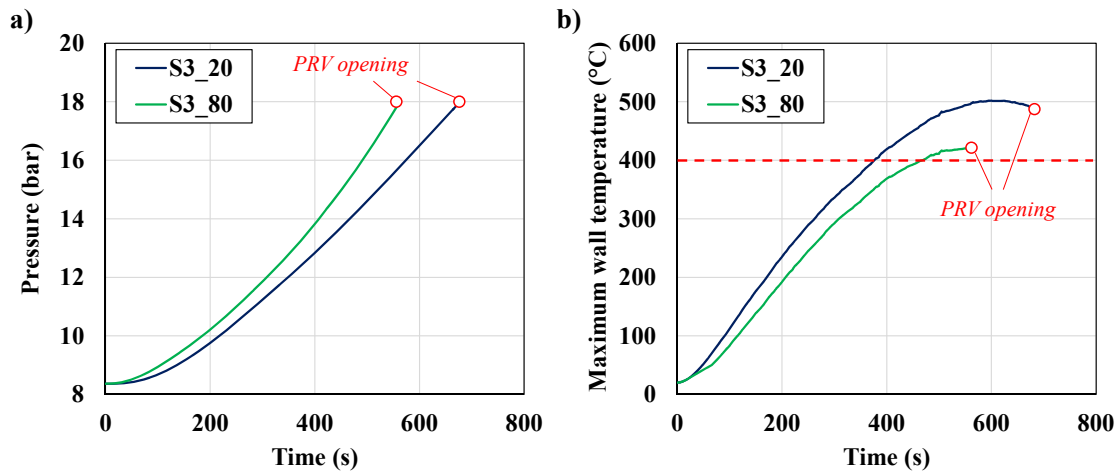 a)
20
18
16
14
12
10
8
Pressure (bar)
S3_20
S3_80
PRV opening
0
200
400
600
800
Time (s)
b)
600
500
400
300
200
100
0
Maximum wall temperature (°C)
S3_20
S3_80
PRV opening
0
200
400
600
800
Time (s)